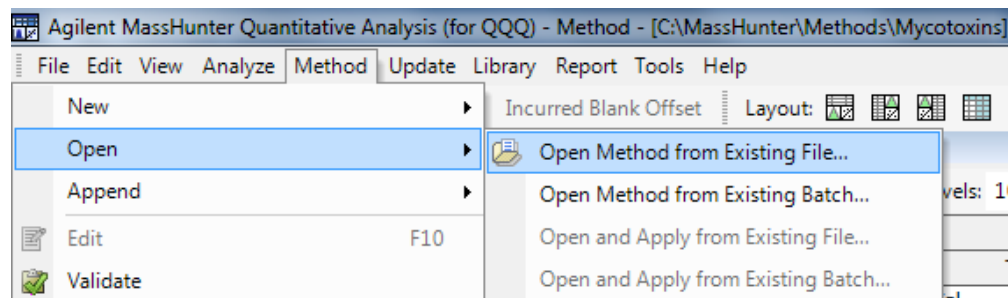 Agilent MassHunter Quantitative Analysis (for QQQ) - Method - [C:\MassHunter\Methods\Mycotoxins]
File Edit View Analyze Method Update Library Report Tools Help
New
Incurred Blank Offset Layout:
Open
Open Method from Existing File...
Append
Open Method from Existing Batch...
Edit F10
Open and Apply from Existing File...
Validate
Open and Apply from Existing Batch...